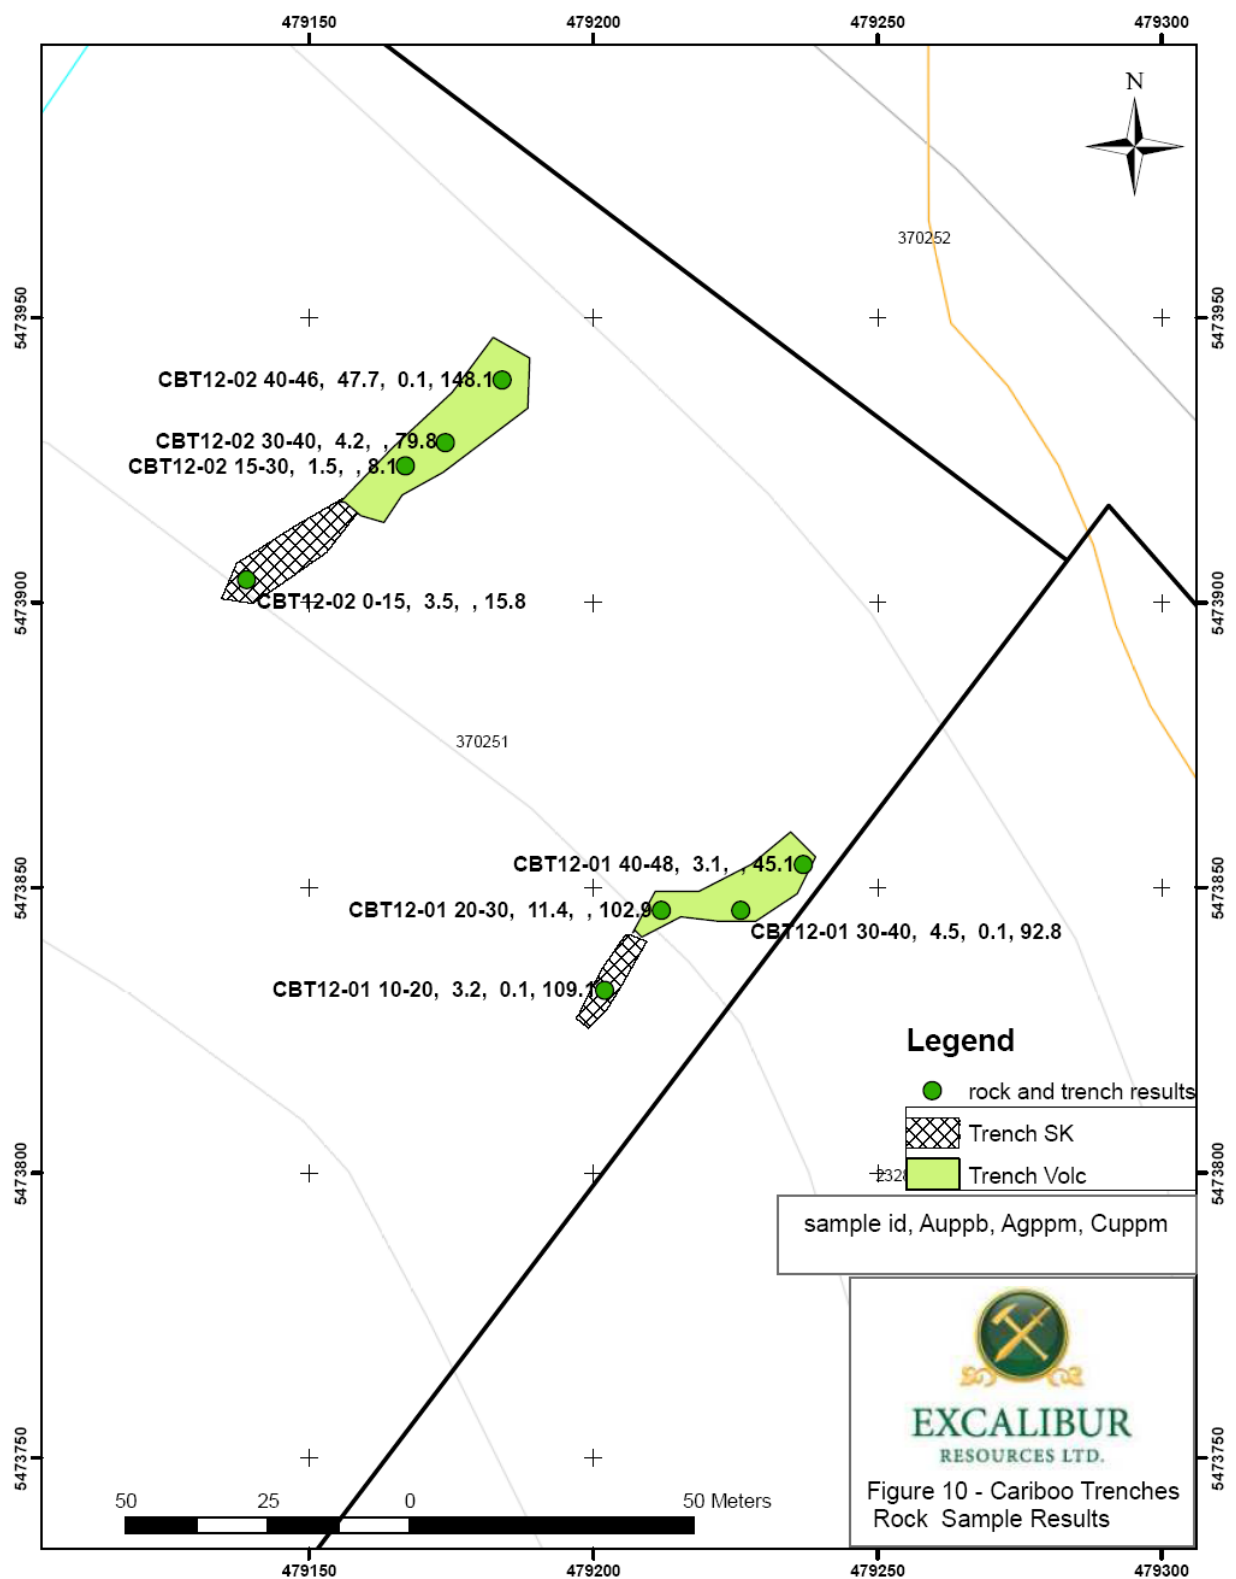 479150 479200 479250 479300
N
370252
5473950 5473950
CBT12-02 40-46, 47.7, 0.1, 148.1
CBT12-02 30-40, 4.2, , 79.8
CBT12-02 15-30, 1.5, , 8.1
5473900 5473900
CBT12-02 0-15, 3.5, , 15.8
370251
CBT12-01 40-48, 3.1, , 45.1
5473850 5473850
CBT12-01 20-30, 11.4, , 102.9
CBT12-01 30-40, 4.5, 0.1, 92.8
CBT12-01 10-20, 3.2, 0.1, 109.1
Legend
rock and trench results
Trench SK
5473800 5473800
Trench Volc
sample id, Auppb, Agppm, Cuppm
EXCALIBUR
RESOURCES LTD.
5473750 5473750
Figure 10 - Cariboo Trenches
Rock Sample Results
50 25 0 50 Meters
479150 479200 479250 479300